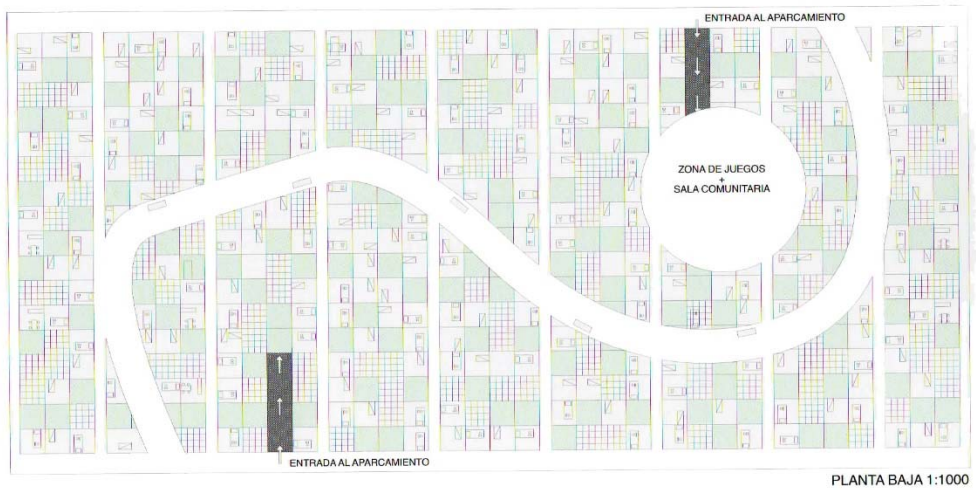 ENTRADA AL APARCAMIENTO
ZONA DE JUEGOS
+
SALA COMUNITARIA
ENTRADA AL APARCAMIENTO
PLANTA BAJA 1:1000